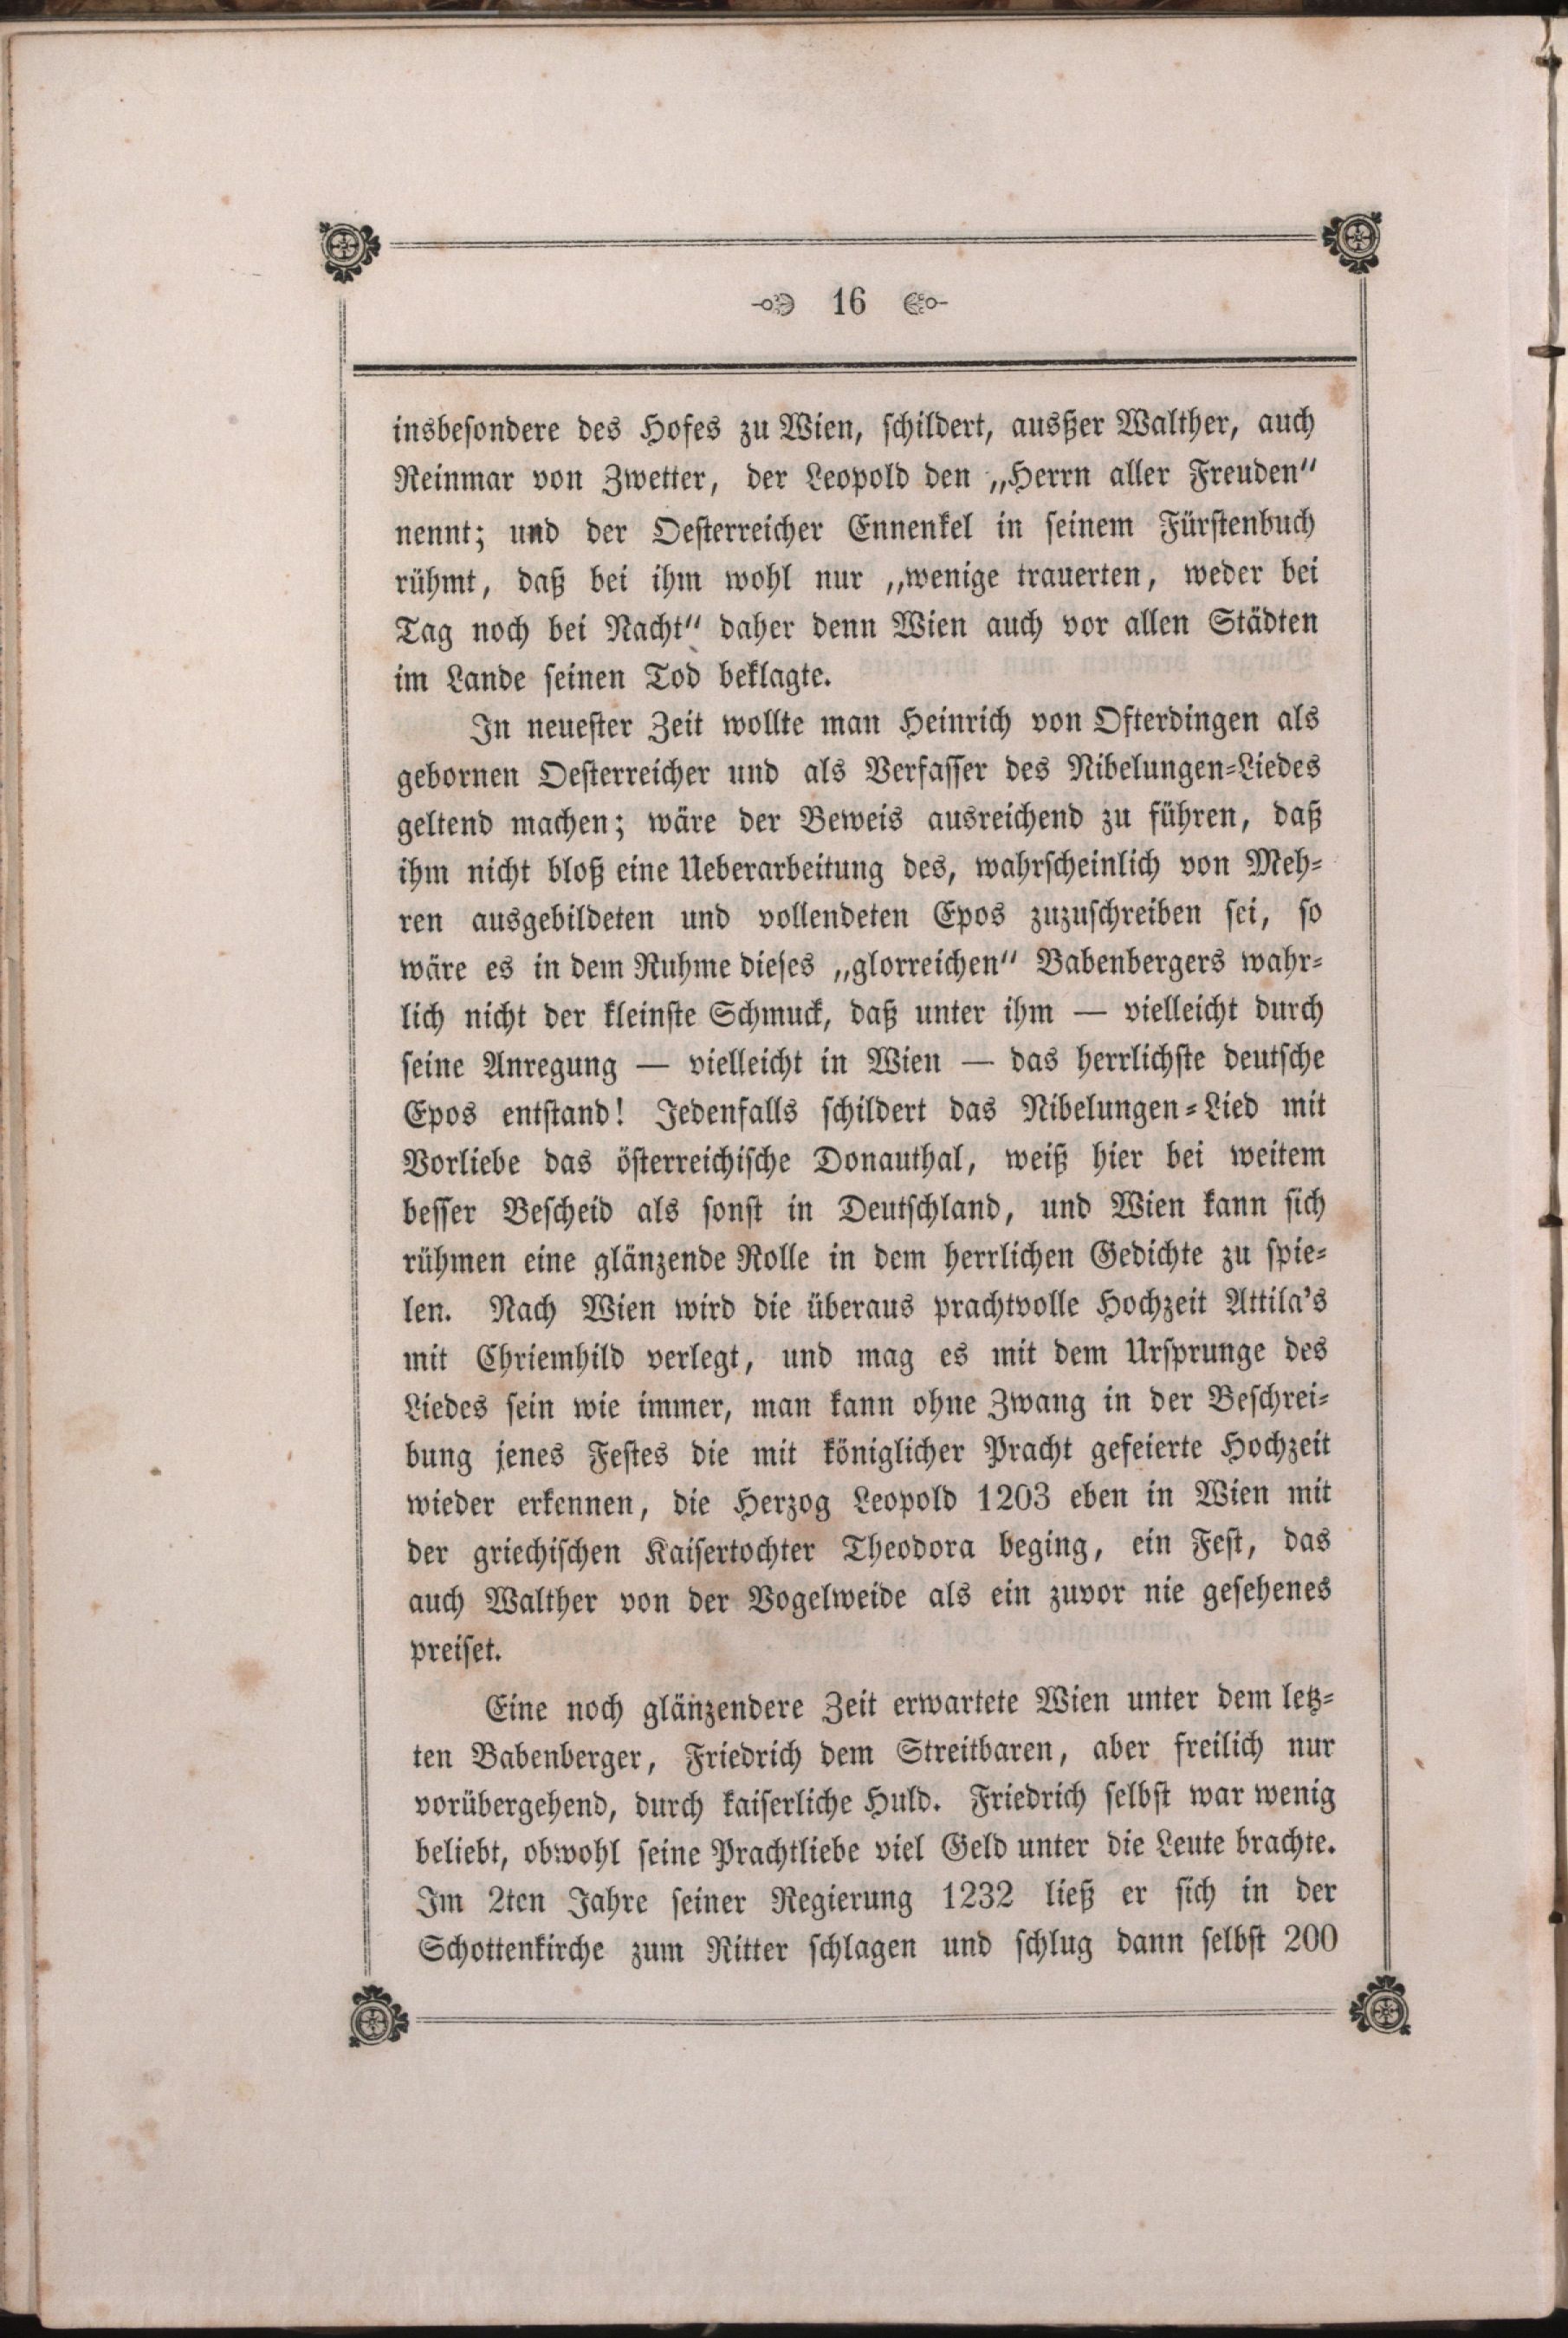 16
insbesondere des Hofes zu Wien, schildert, ausßer Walther, auch
Reinmar von Zwetter, der Leopold den „Herrn aller Freuden“
nennt; und der Oesterreicher Ennenkel in seinem Fürstenbuch
rühmt, daß bei ihm wohl nur „wenige trauerten, weder bei
Tag noch bei Nacht“ daher denn Wien auch vor allen Städten
im Lande seinen Tod beklagte.
In neuester Zeit wollte man Heinrich von Ofterdingen als
gebornen Oesterreicher und als Verfasser des Nibelungen-Liedes
geltend machen; wäre der Beweis ausreichend zu führen, daß
ihm nicht bloß eine Ueberarbeitung des, wahrscheinlich von Meh-
ren ausgebildeten und vollendeten Epos zuzuschreiben sei, so
wäre es in dem Ruhme dieses „glorreichen“ Babenbergers wahr-
lich nicht der kleinste Schmuck, daß unter ihm — vielleicht durch
seine Anregung — vielleicht in Wien — das herrlichste deutsche
Epos entstand! Jedenfalls schildert das Nibelungen-Lied mit
Vorliebe das österreichische Donauthal, weiß hier bei weitem
besser Bescheid als sonst in Deutschland, und Wien kann sich
rühmen eine glänzende Rolle in dem herrlichen Gedichte zu spie-
len. Nach Wien wird die überaus prachtvolle Hochzeit Attila's
mit Chriemhild verlegt, und mag es mit dem Ursprunge des
Liedes sein wie immer, man kann ohne Zwang in der Beschrei-
bung jenes Festes die mit königlicher Pracht gefeierte Hochzeit
wieder erkennen, die Herzog Leopold 1203 eben in Wien mit
der griechischen Kaisertochter Theodora beging, ein Fest, das
auch Walther von der Vogelweide als ein zuvor nie gesehenes
preiset.
Eine noch glänzendere Zeit erwartete Wien unter dem letz-
ten Babenberger, Friedrich dem Streitbaren, aber freilich nur
vorübergehend, durch kaiserliche Huld. Friedrich selbst war wenig
beliebt, obwohl seine Prachtliebe viel Geld unter die Leute brachte.
Im 2ten Jahre seiner Regierung 1232 ließ er sich in der
Schottenkirche zum Ritter schlagen und schlug dann selbst 200